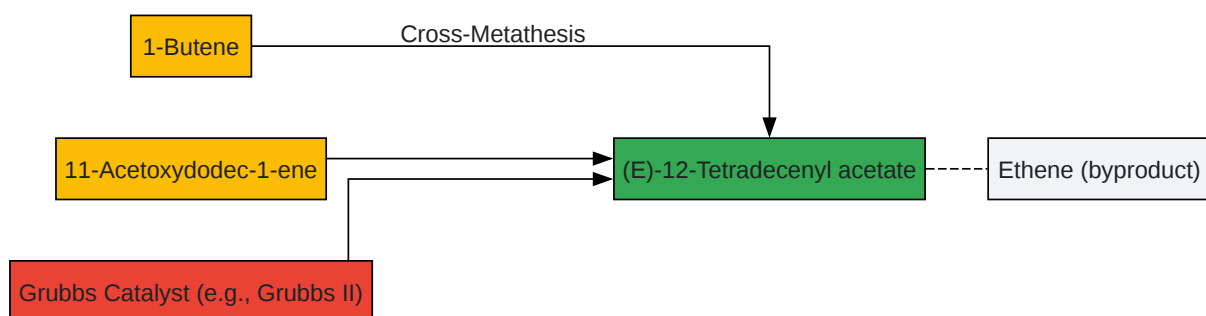 1-Butene
Cross-Metathesis
11-Acetoxydodec-1-ene
(E)-12-Tetradecenyl acetate
Ethene (byproduct)
Grubbs Catalyst (e.g., Grubbs II)